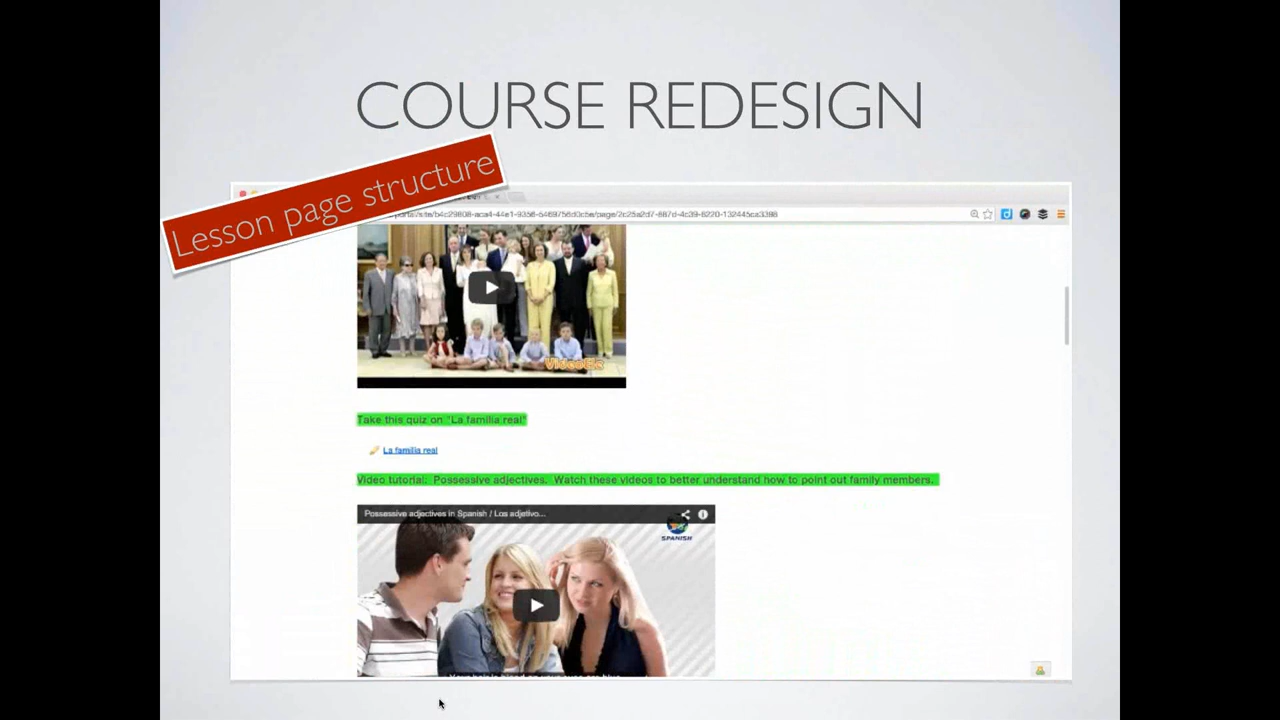 COURSE REDESIGN
Lesson page structure
Take this quiz on "La familia real"
La familia real
Video tutorial: Possessive adjectives. Watch these videos to better understand how to point out family members.
Possessive adjectives in Spanish / Los adjetivo...
SPANISH